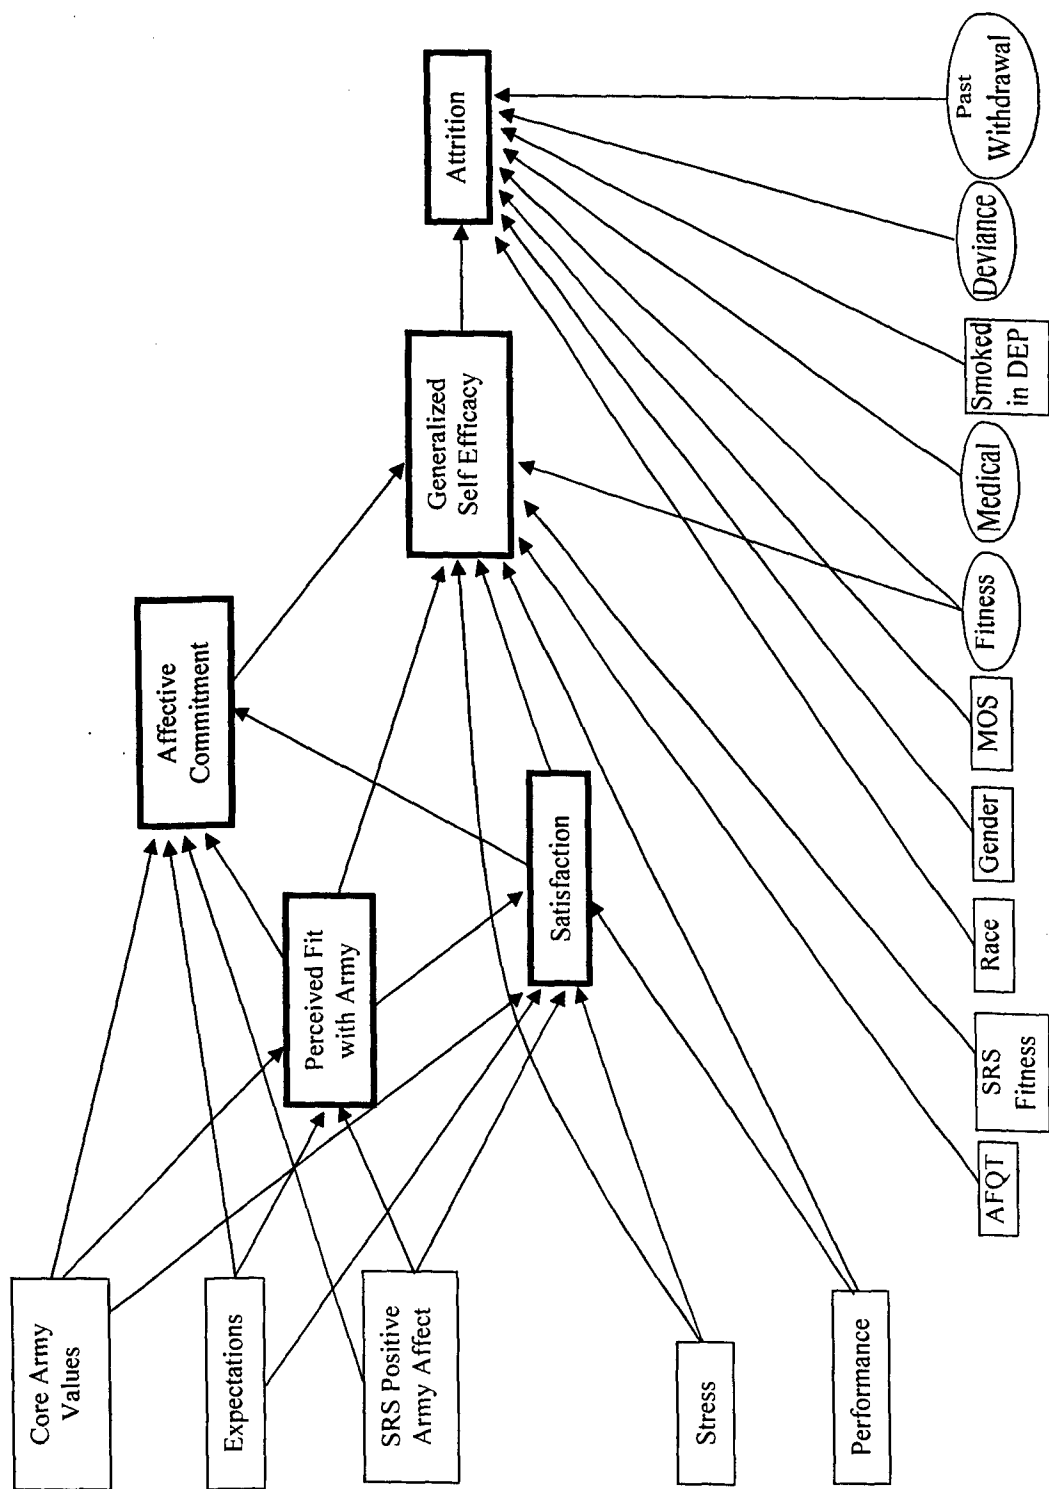 Core Army
Values
Expectations
SRS Positive
Army Affect
Stress
Performance
Perceived Fit
with Army
Satisfaction
Affective
Commitment
Generalized
Self Efficacy
Attrition
AFQT
SRS
Fitness
Race
Gender
MOS
Fitness
Medical
Smoked
in DEP
Deviance
Past
Withdrawal